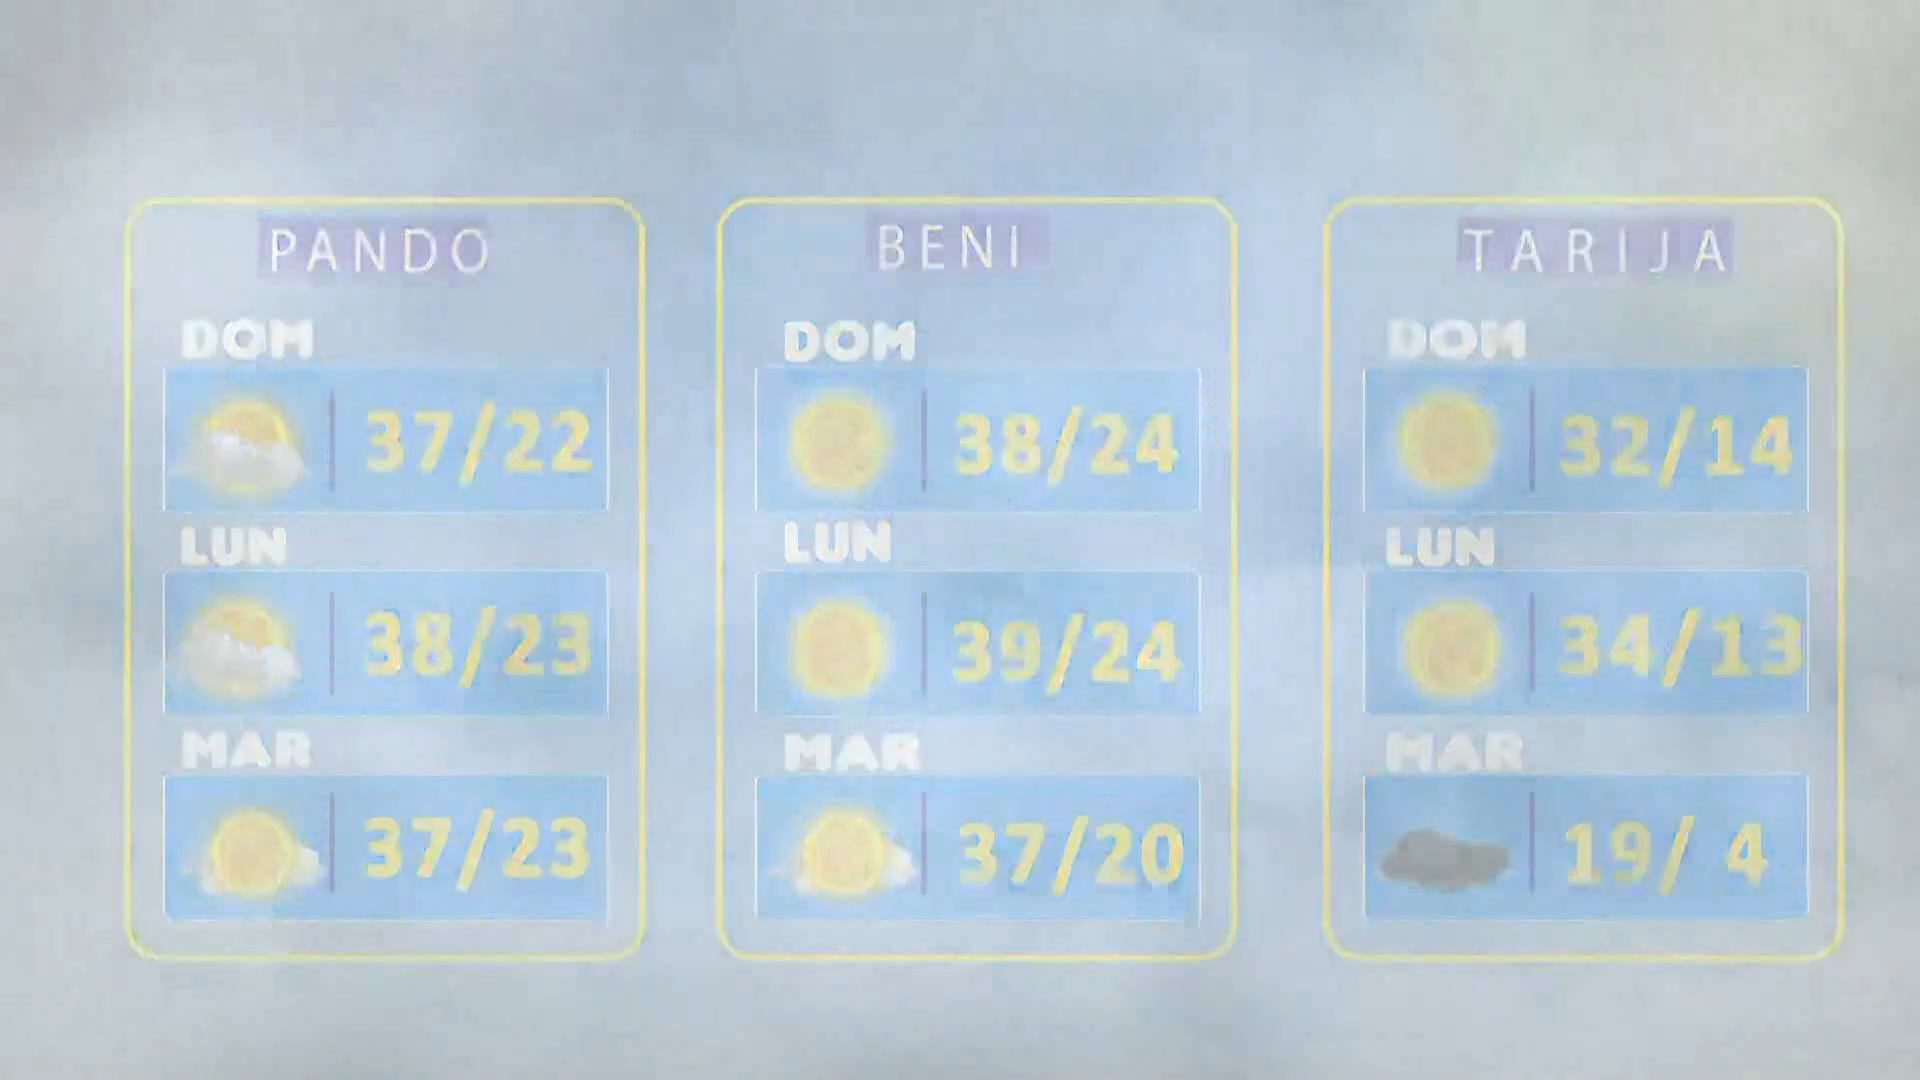 PANDO
DOM
37/22
LUN
38/23
MAR
37/23
BENI
DOM
38/24
LUN
39/24
MAR
37/20
TARIJA
DOM
32/14
LUN
34/13
MAR
19/ 4